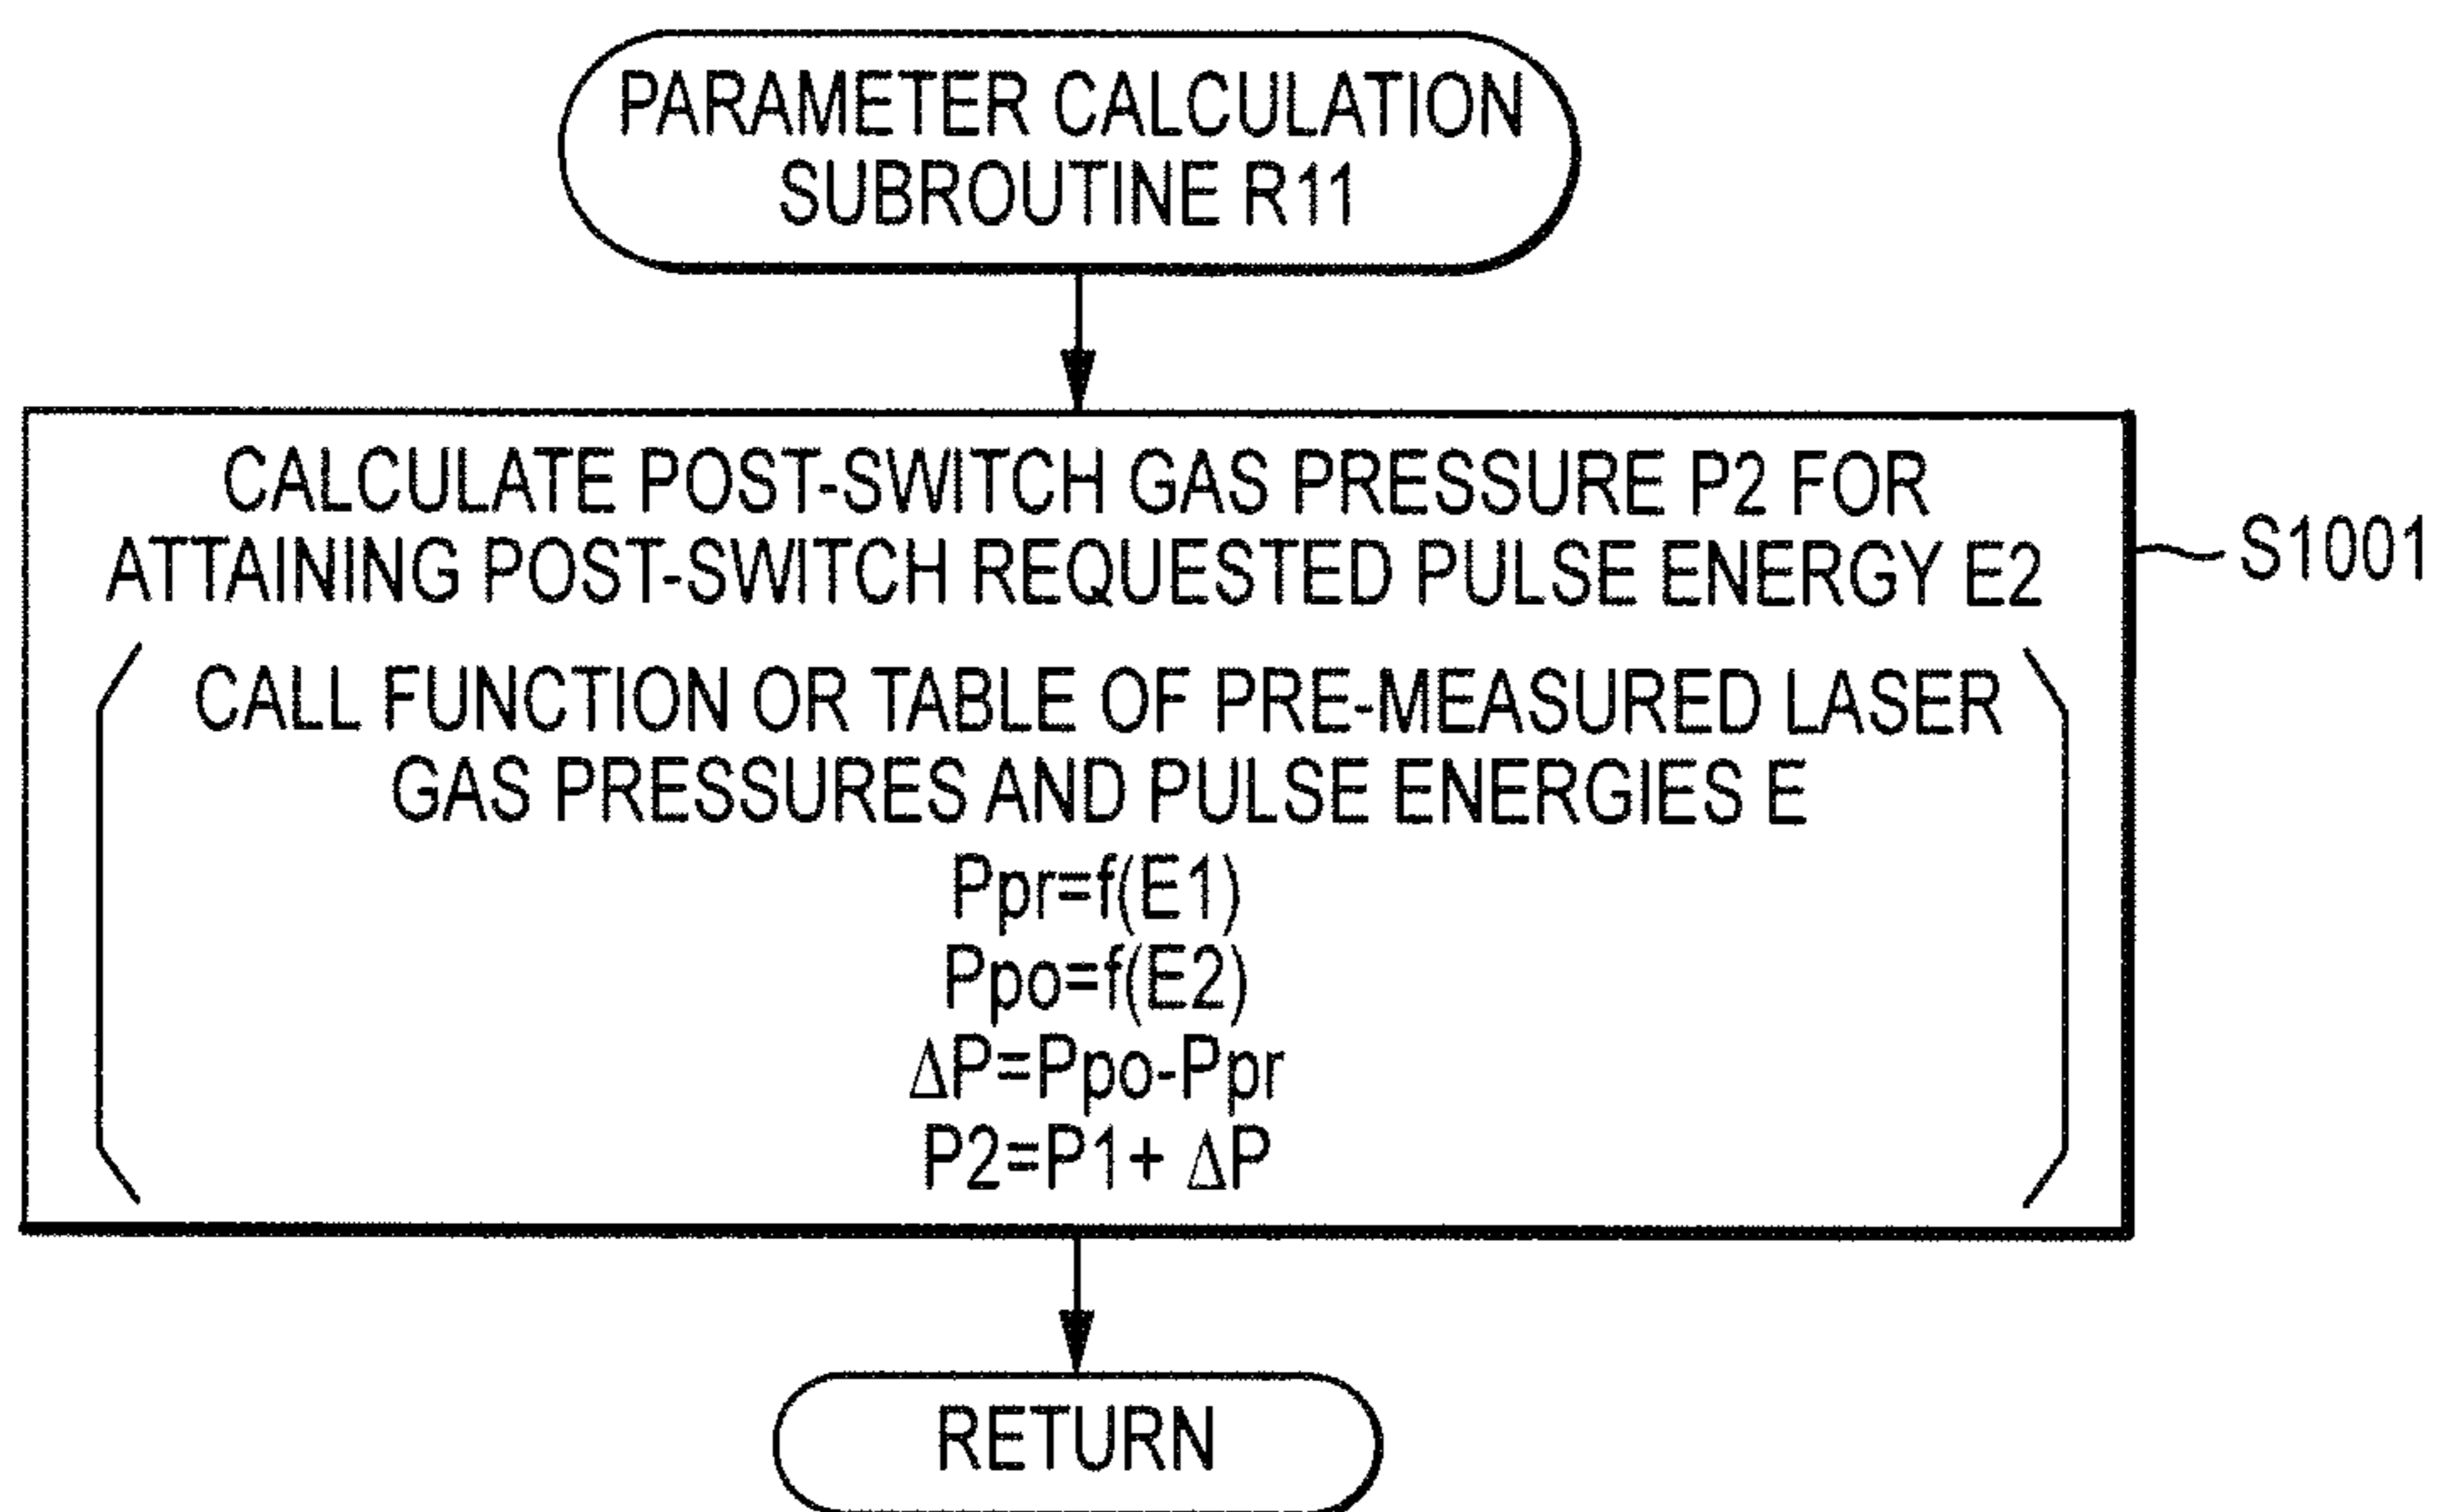 PARAMETER CALCULATION
SUBROUTINE R11
CALCULATE POST-SWITCH GAS PRESSURE P2 FOR
ATTAINING POST-SWITCH REQUESTED PULSE ENERGY E2
S1001
CALL FUNCTION OR TABLE OF PRE-MEASURED LASER
GAS PRESSURES AND PULSE ENERGIES E
Ppr=f(E1)
Ppo=f(E2)
ΔP=Ppo-Ppr
P2=P1+ ΔP
RETURN